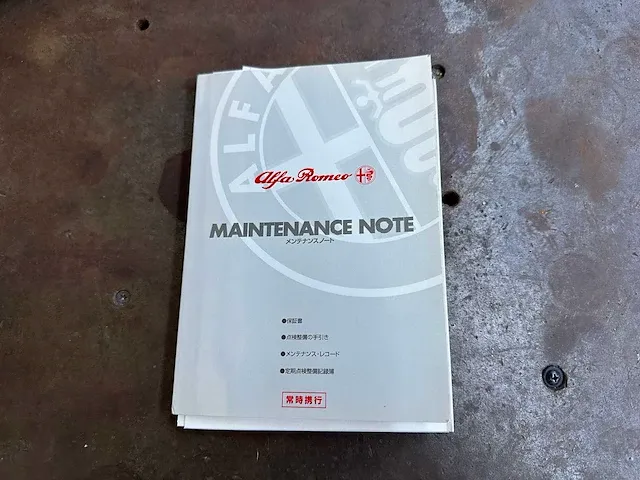 ALFA
Alfa Romeo
MAINTENANCE NOTE
メンテナンスノート
●保証書
●点検整備の手引き
●メンテナンス・レコード
●定期点検整備記録簿
常時携行